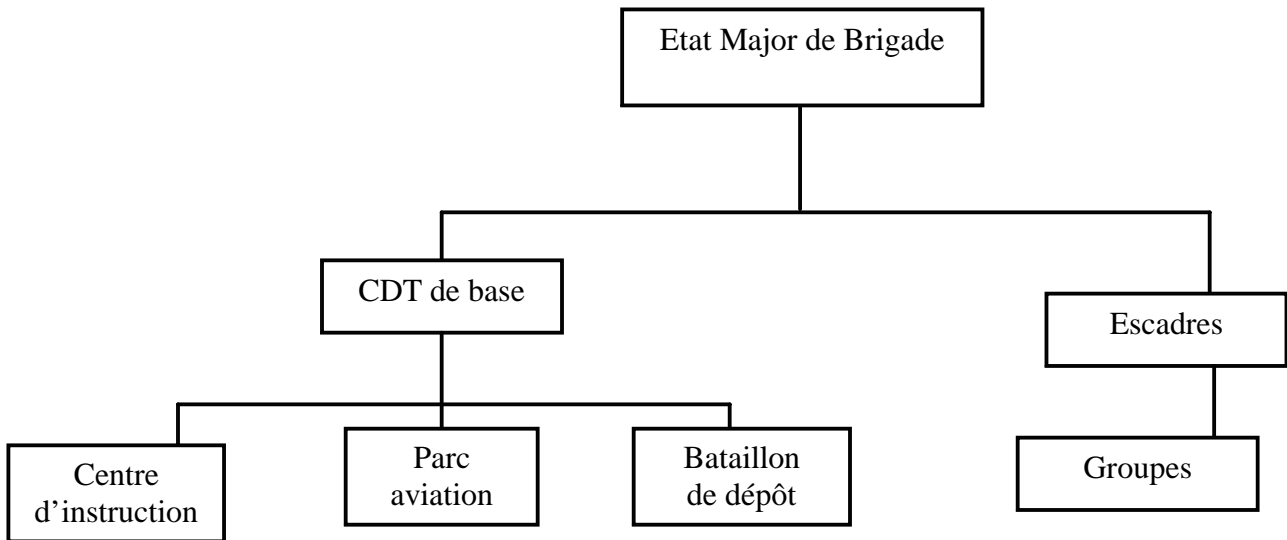 Etat Major de Brigade
CDT de base
Escadres
Centre
d’instruction
Parc
aviation
Bataillon
de dépôt
Groupes